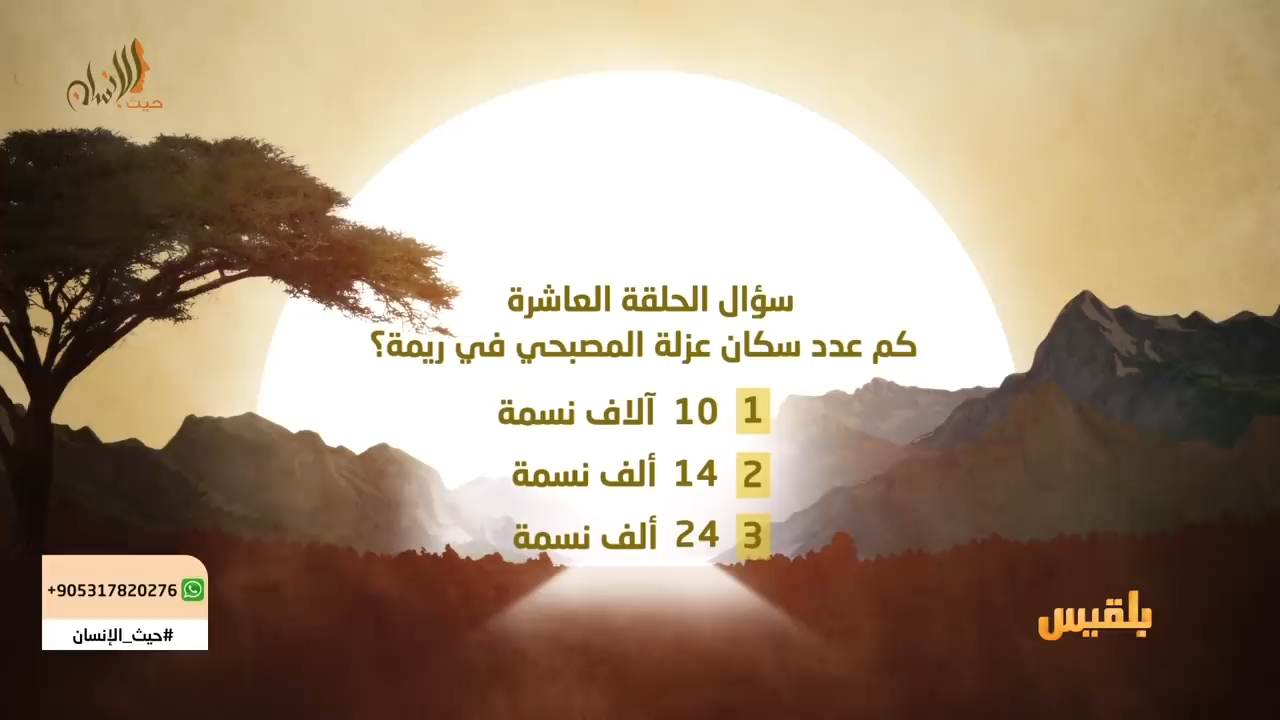 حيث الإنسان
سؤال الحلقة العاشرة
كم عدد سكان عزلة المصبحي في ريمة؟
1 10 آلاف نسمة
2 14 ألف نسمة
3 24 ألف نسمة
+905317820276
#حيث_الإنسان
بلقيس